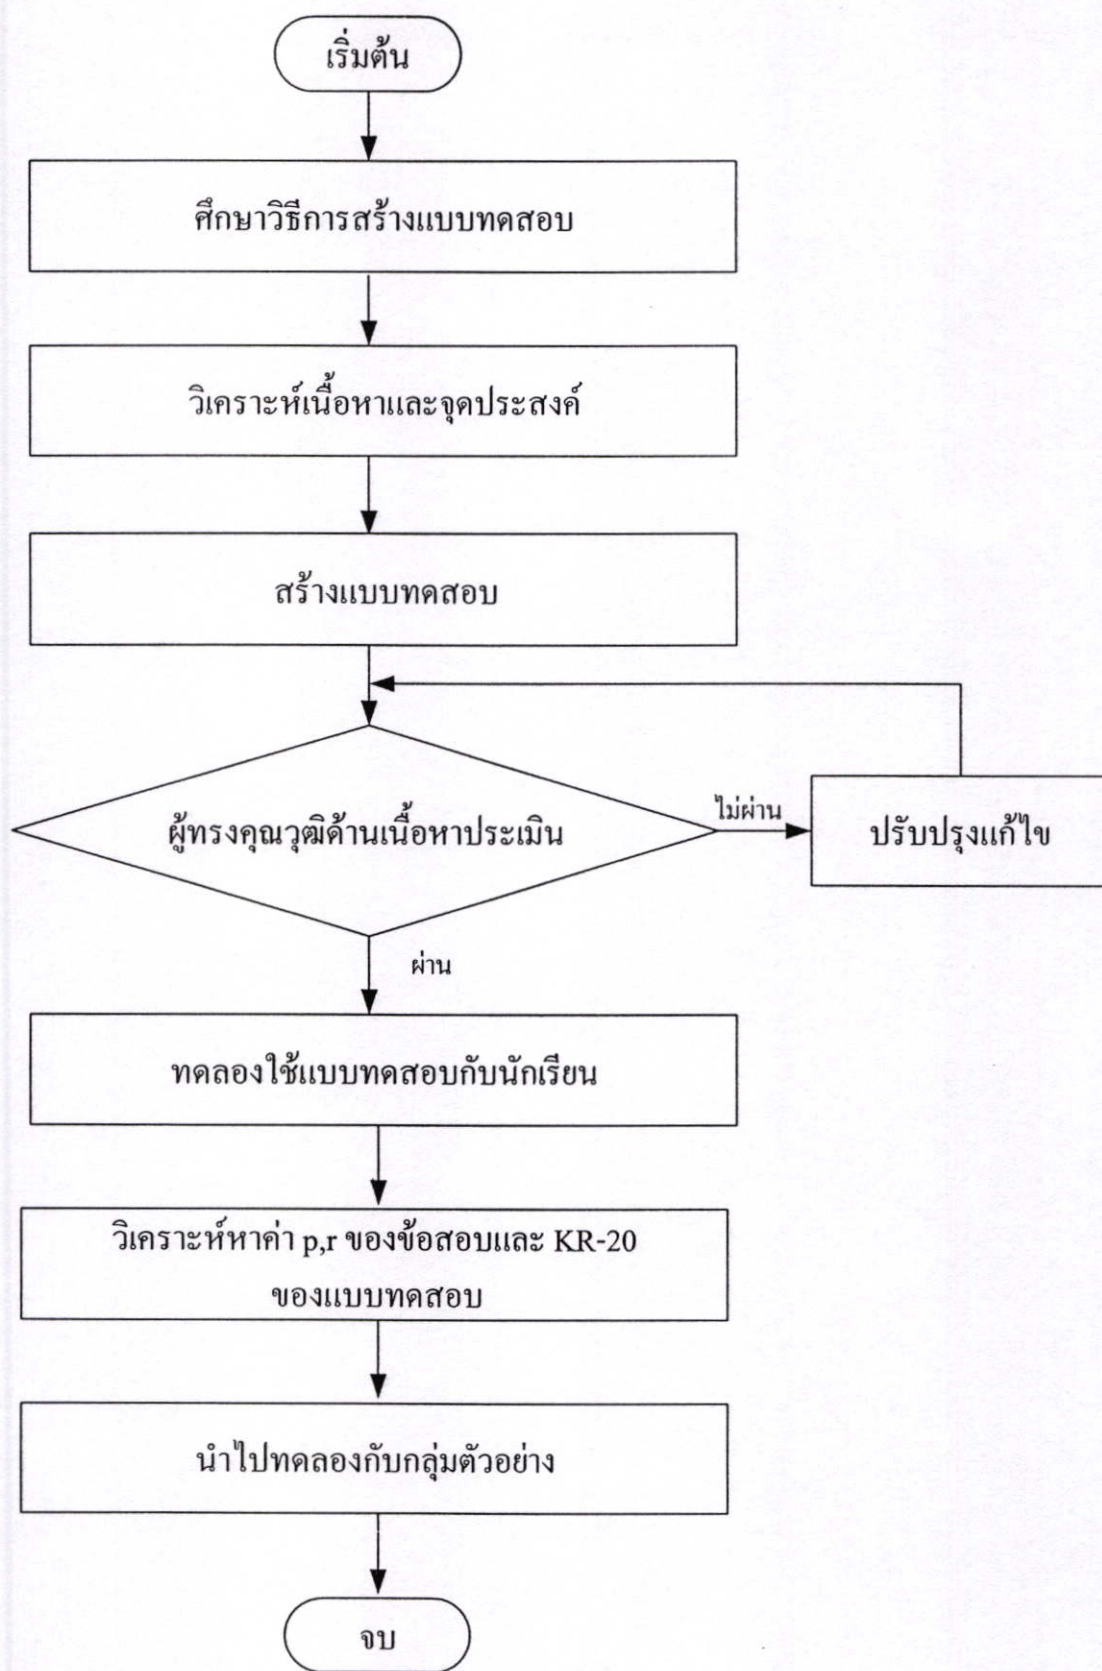 เริ่มต้น
ศึกษาวิธีการสร้างแบบทดสอบ
วิเคราะห์เนื้อหาและจุดประสงค์
สร้างแบบทดสอบ
ผู้ทรงคุณวุฒิด้านเนื้อหาประเมิน
ไม่ผ่าน
ปรับปรุงแก้ไข
ผ่าน
ทดลองใช้แบบทดสอบกับนักเรียน
วิเคราะห์หาค่า p,r ของข้อสอบและ KR-20
ของแบบทดสอบ
นำไปทดลองกับกลุ่มตัวอย่าง
จบ